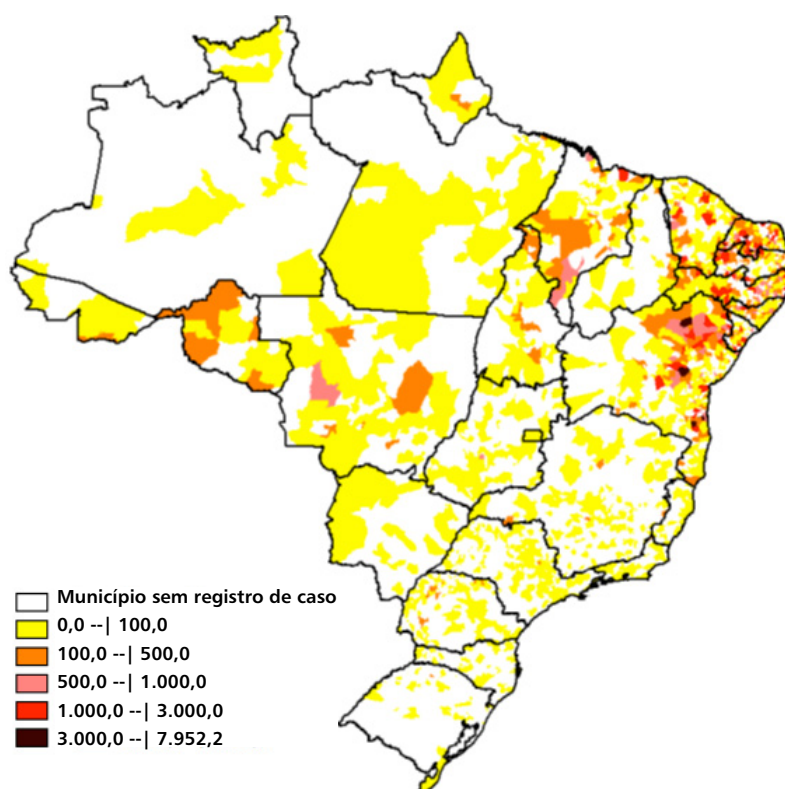 Município sem registro de caso
0,0 --| 100,0
100,0 --| 500,0
500,0 --| 1.000,0
1.000,0 --| 3.000,0
3.000,0 --| 7.952,2